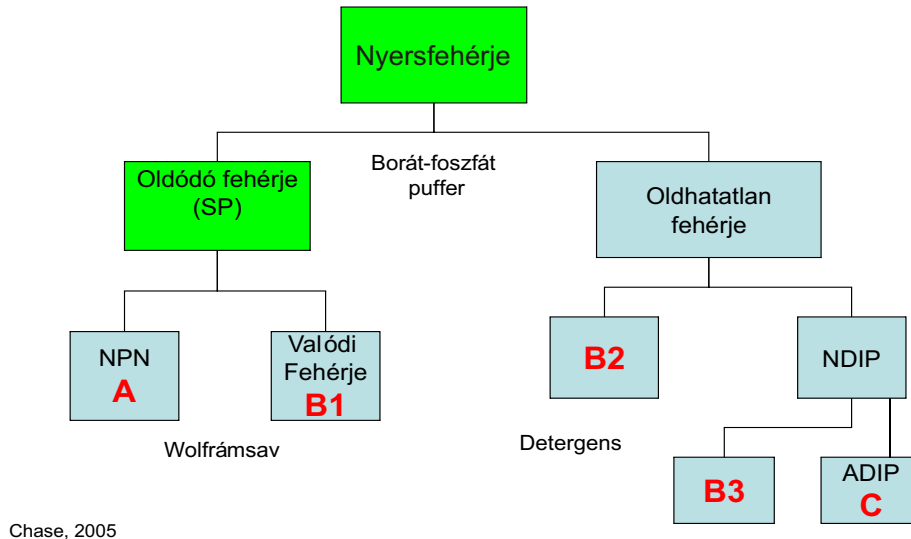 Nyersfehérje
Borát-foszfát
puffer
Oldódó fehérje
(SP)
Oldhatatlan
fehérje
NPN
A
Valódi
Fehérje
B1
B2
NDIP
Wolfrámsav
Detergens
B3
ADIP
C
Chase, 2005